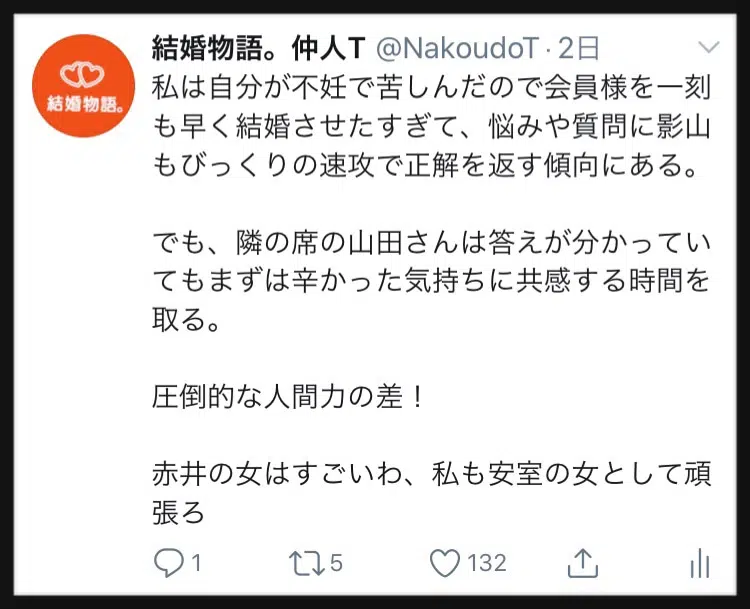 結婚物語。
結婚物語。仲人T @NakoudoT · 2日
私は自分が不妊で苦しんだので会員様を一刻
も早く結婚させたすぎて、悩みや質問に影山
もびっくりの速攻で正解を返す傾向にある。
でも、隣の席の山田さんは答えが分かってい
てもまずは辛かった気持ちに共感する時間を
取る。
圧倒的な人間力の差！
赤井の女はすごいわ、私も安室の女として頑
張ろ
1 5 132